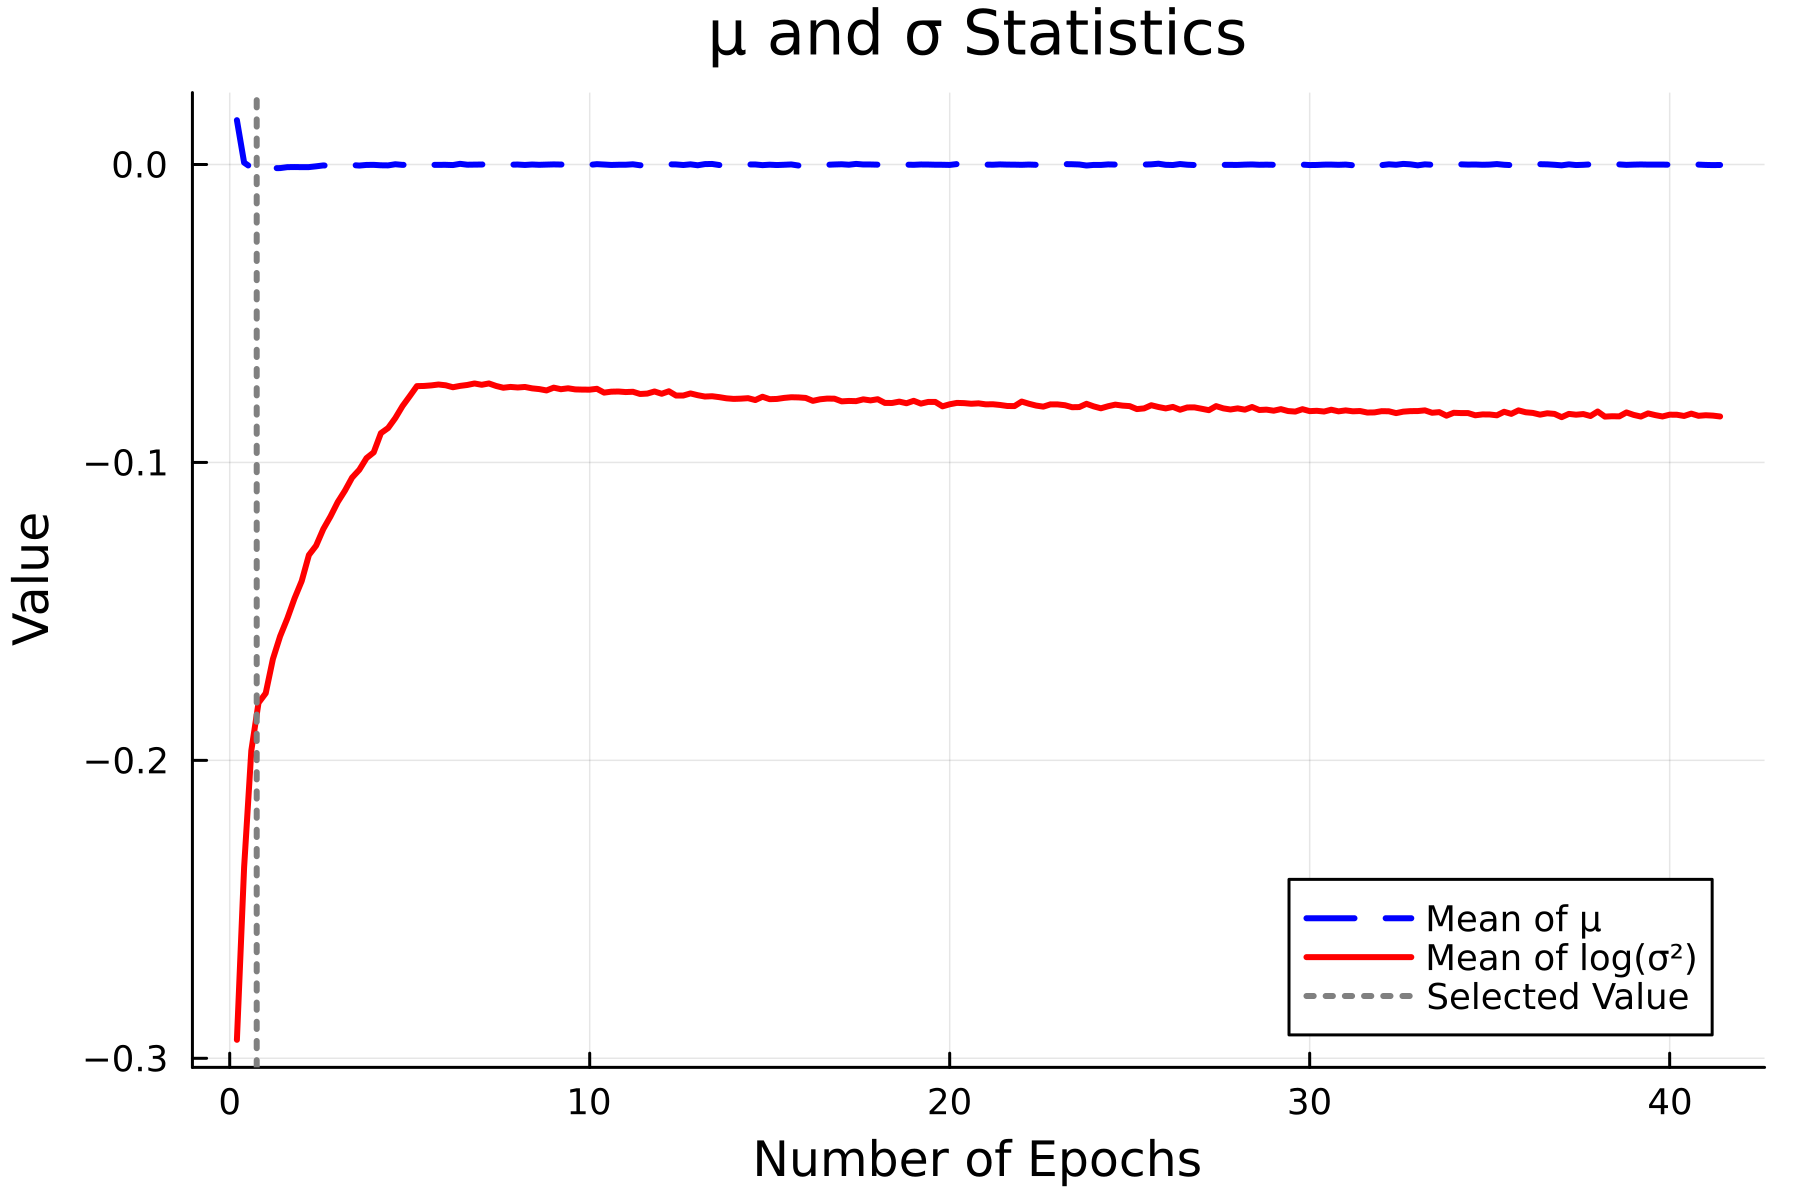 μ and σ Statistics
0.0
−0.1
−0.2
−0.3
Value
0 10 20 30 40
Number of Epochs
Mean of μ
Mean of log(σ²)
Selected Value